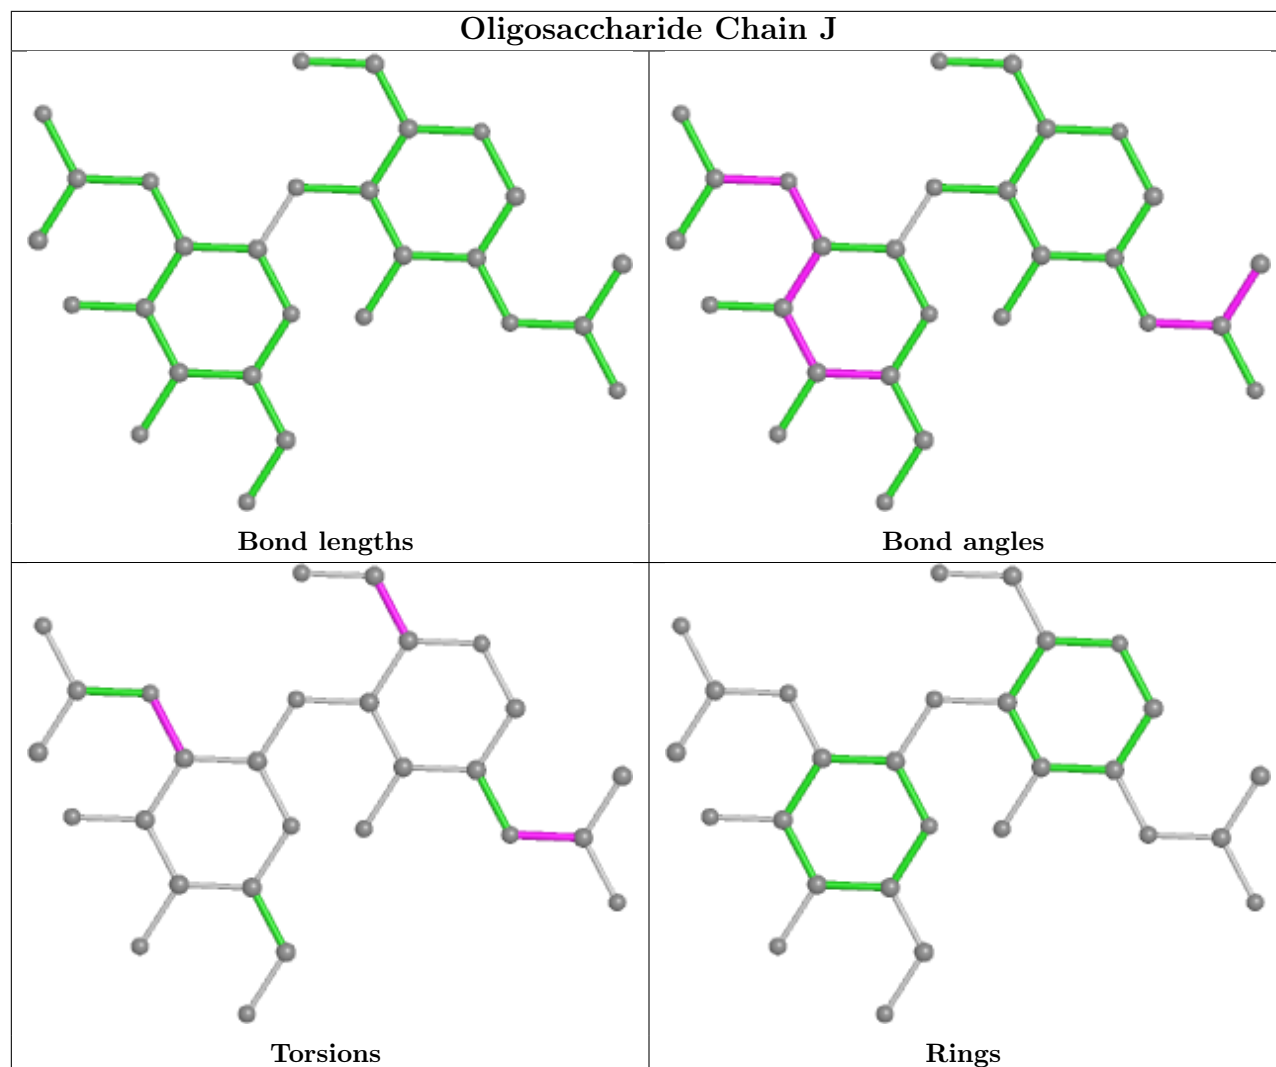 Oligosaccharide Chain J
Bond lengths
Bond angles
Torsions
Rings